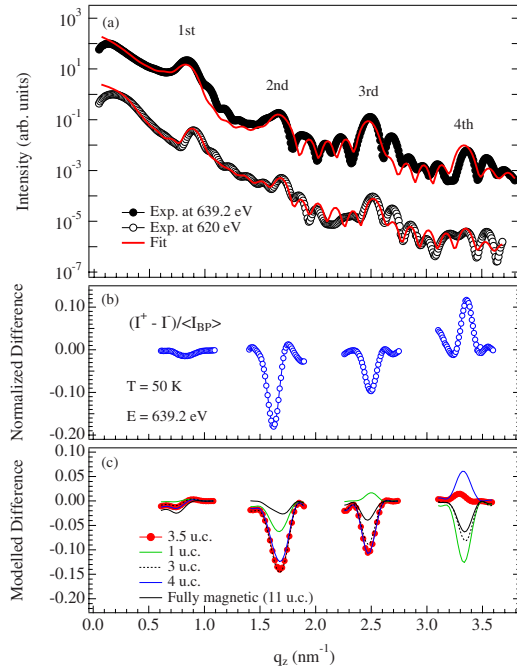 (a)
1st
2nd
3rd
4th
Intensity (arb. units)
10^3
10^1
10^-1
10^-3
10^-5
10^-7
Exp. at 639.2 eV
Exp. at 620 eV
Fit
(b)
(I^+ - I^-)/<I_BP>
T = 50 K
E = 639.2 eV
Normalized Difference
0.10
0.00
-0.10
-0.20
(c)
Modelled Difference
0.10
0.05
0.00
-0.05
-0.10
-0.15
-0.20
3.5 u.c.
1 u.c.
3 u.c.
4 u.c.
Fully magnetic (11 u.c.)
0.0 0.5 1.0 1.5 2.0 2.5 3.0 3.5
q_z (nm^-1)